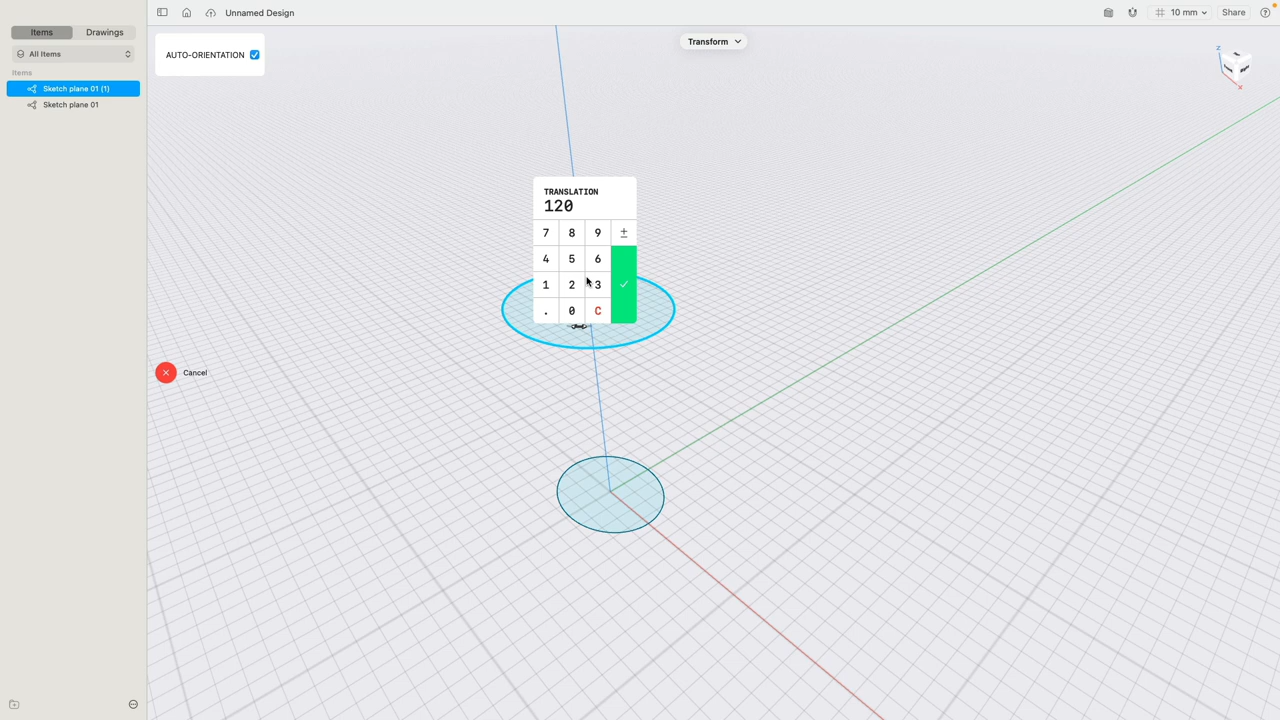 Unnamed Design
10 mm
Share
Items
Drawings
All Items
Items
Sketch plane 01 (1)
Sketch plane 01
AUTO-ORIENTATION
Transform
Z
X
TRANSLATION
120
7 8 9 ±
4 5 6
1 2 3
. 0 C
Cancel